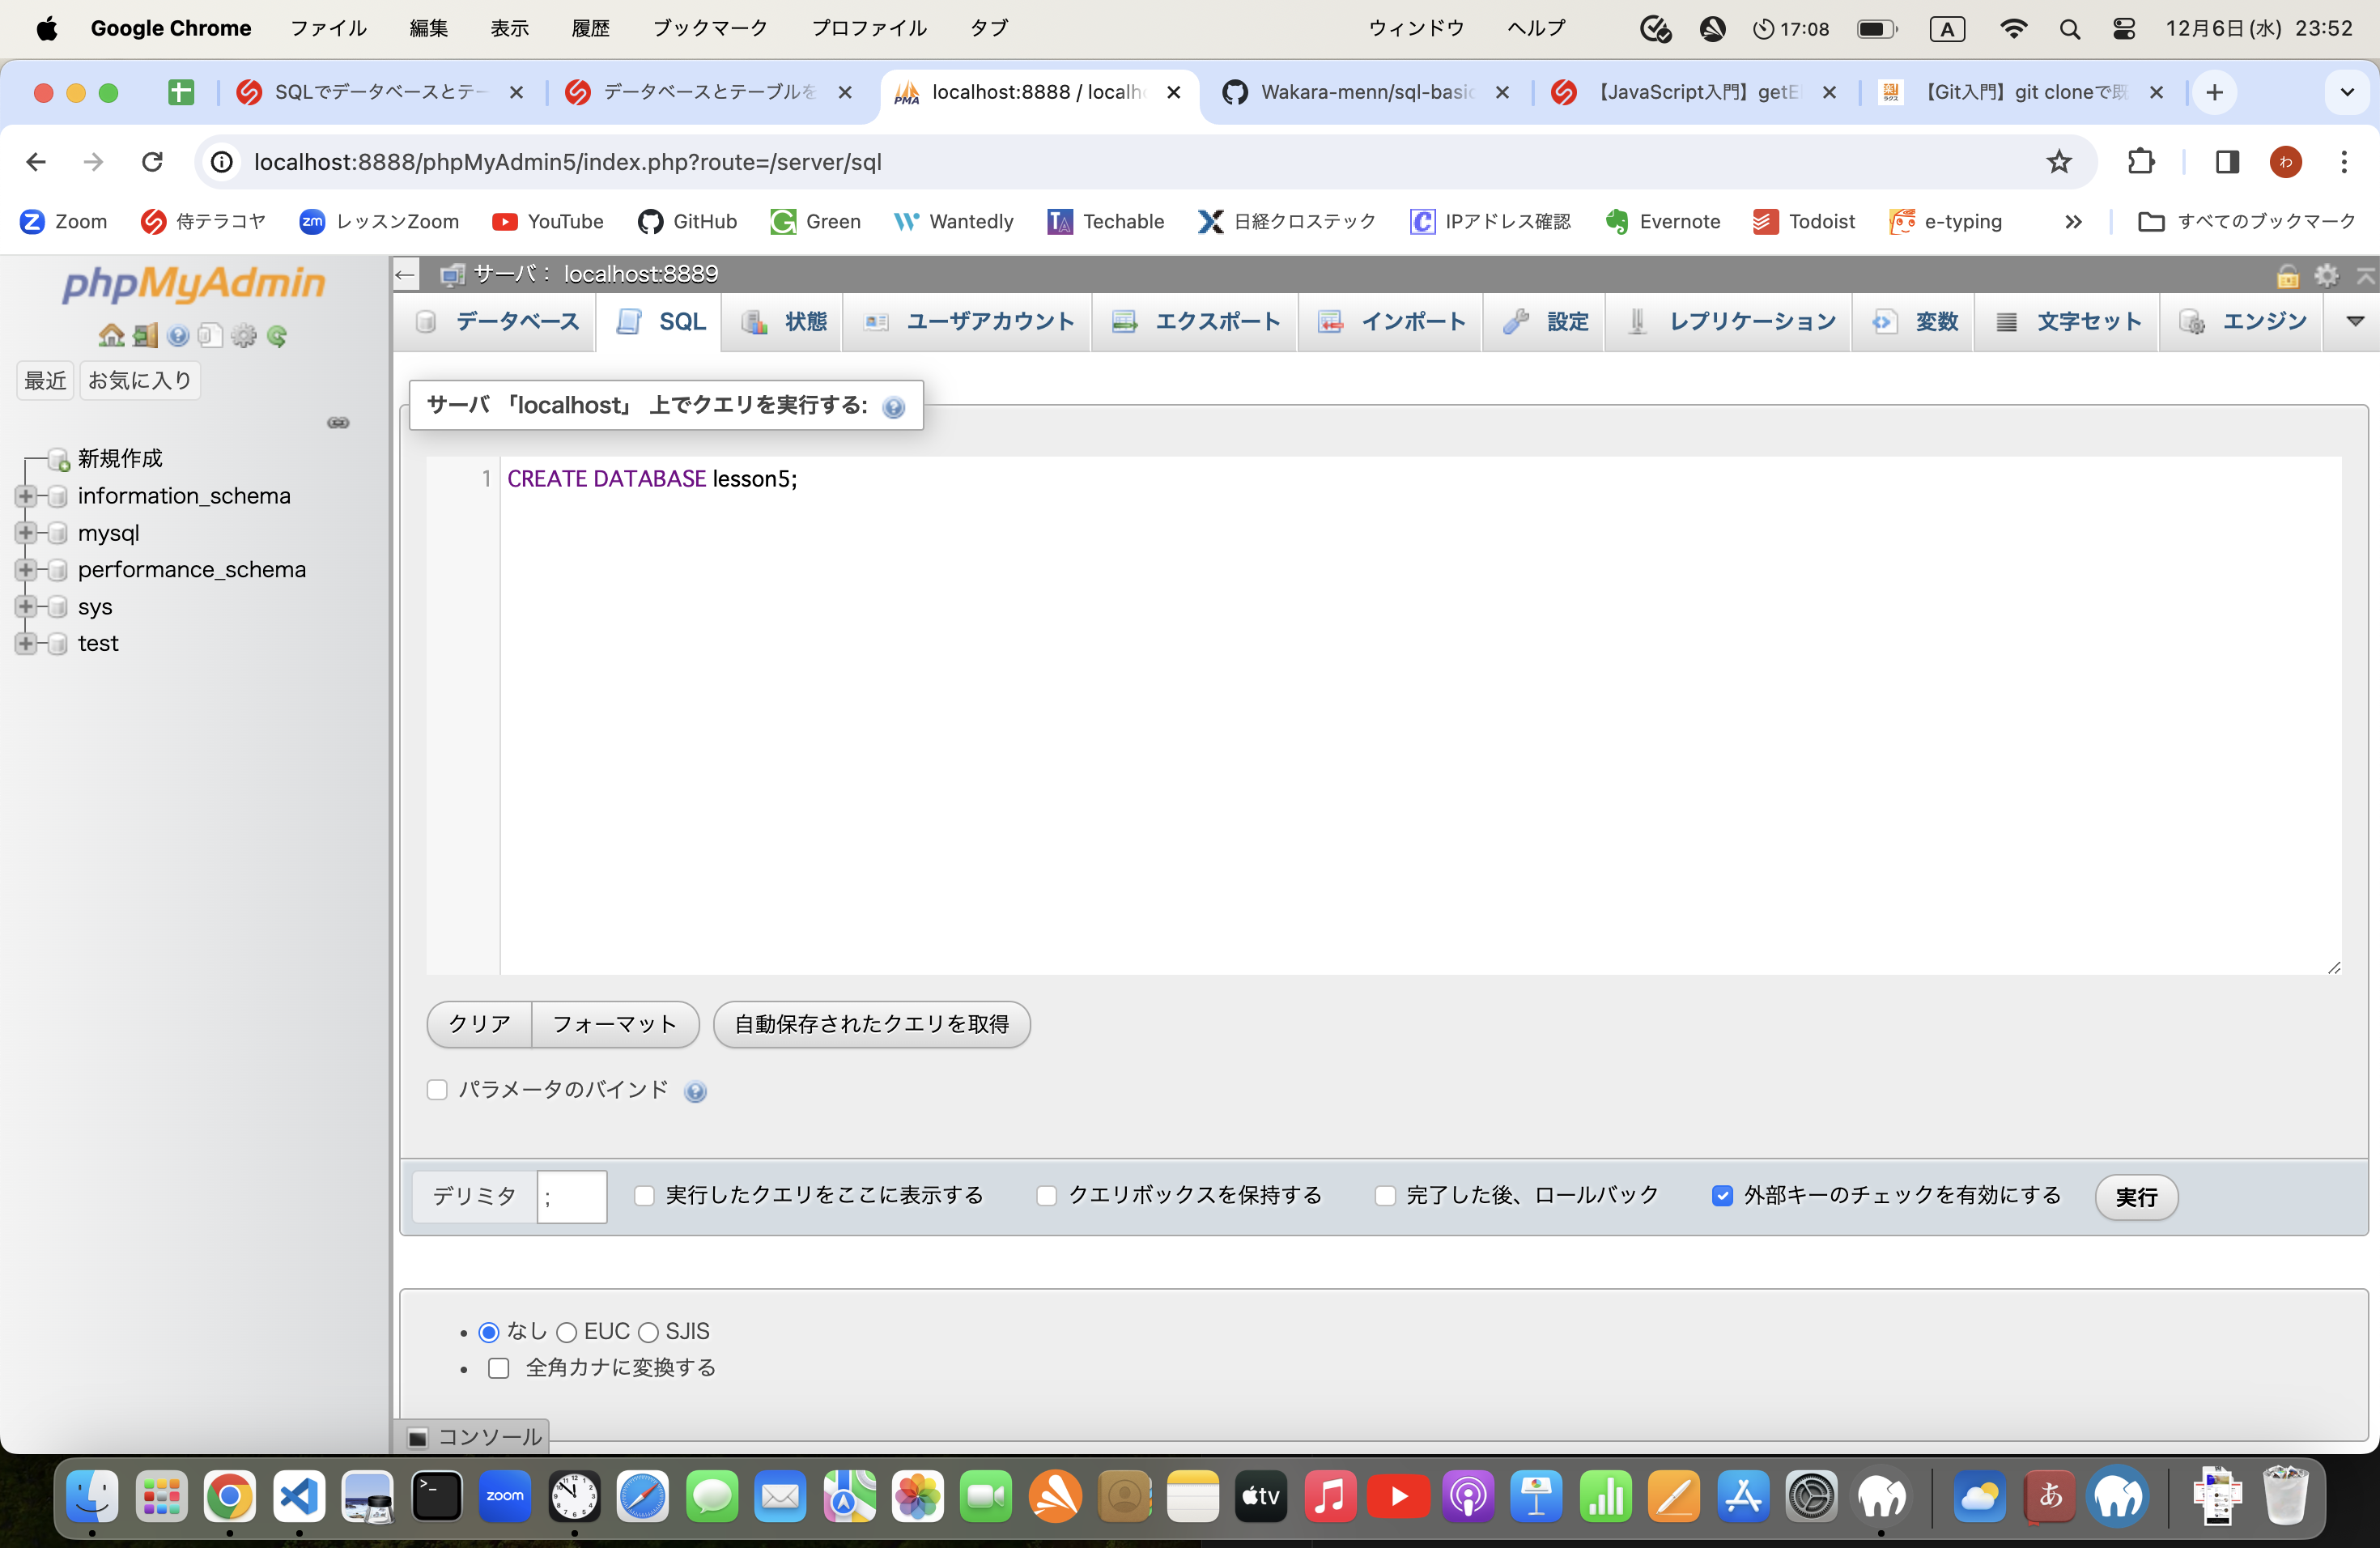 Google Chrome ファイル 編集 表示 履歴 ブックマーク プロファイル タブ ウィンドウ ヘルプ 17:08 A 12月6日(水) 23:52
SQLでデータベースとテー データベースとテーブルを PMA localhost:8888 / localh Wakara-menn/sql-basic 【JavaScript入門】getEl 【Git入門】git cloneで既
localhost:8888/phpMyAdmin5/index.php?route=/server/sql わ
Zoom 侍テラコヤ zm レッスンZoom YouTube GitHub Green Wantedly Techable 日経クロステック IPアドレス確認 Evernote Todoist e-typing すべてのブックマーク
phpMyAdmin
サーバ： localhost:8889
データベース SQL 状態 ユーザアカウント エクスポート インポート 設定 レプリケーション 変数 文字セット エンジン
最近 お気に入り
新規作成
information_schema
mysql
performance_schema
sys
test
サーバ 「localhost」 上でクエリを実行する:
1 CREATE DATABASE lesson5;
クリア フォーマット 自動保存されたクエリを取得
パラメータのバインド
デリミタ ; 実行したクエリをここに表示する クエリボックスを保持する 完了した後、ロールバック 外部キーのチェックを有効にする 実行
なし EUC SJIS
全角カナに変換する
コンソール
zoom tv あ